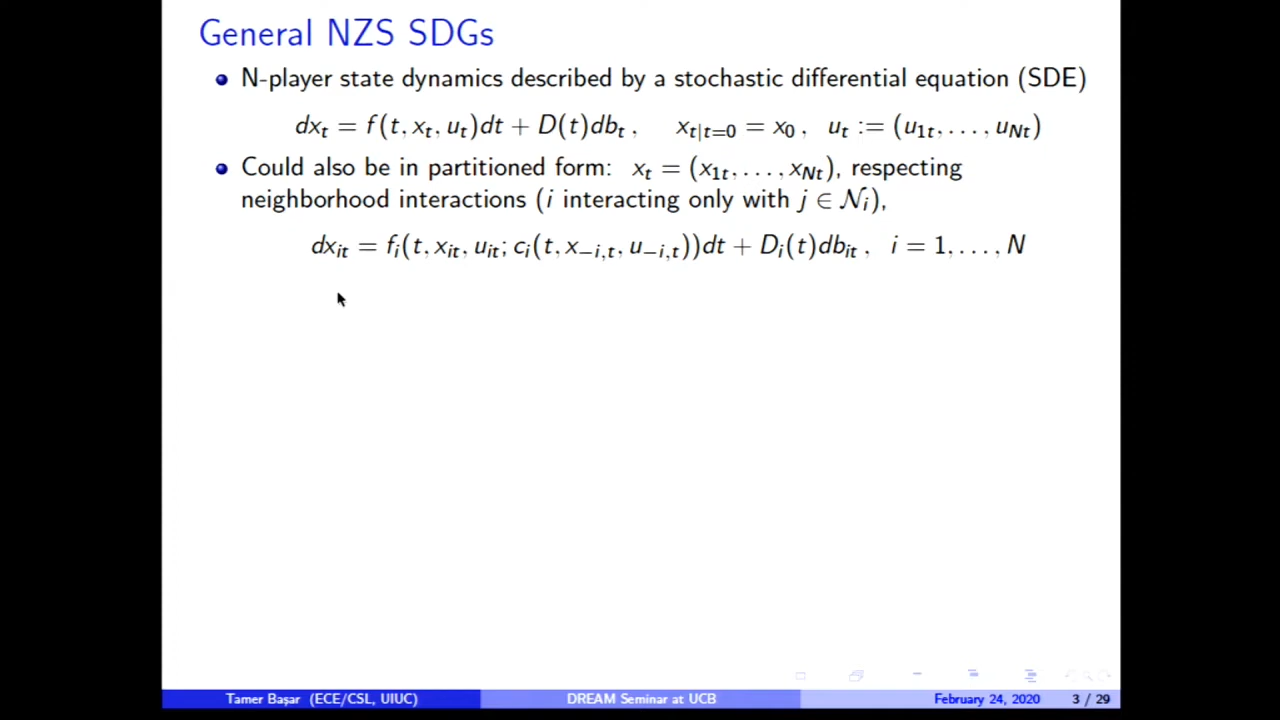 General NZS SDGs
N-player state dynamics described by a stochastic differential equation (SDE)
dx_t = f(t, x_t, u_t)dt + D(t)db_t , x_{t|t=0} = x_0 , u_t := (u_{1t}, . . . , u_{Nt})
Could also be in partitioned form: x_t = (x_{1t}, . . . , x_{Nt}), respecting
neighborhood interactions (i interacting only with j ∈ 𝒩_i),
dx_{it} = f_i(t, x_{it}, u_{it}; c_i(t, x_{−i,t}, u_{−i,t}))dt + D_i(t)db_{it} , i = 1, . . . , N
Tamer Başar (ECE/CSL, UIUC) DREAM Seminar at UCB February 24, 2020 3 / 29